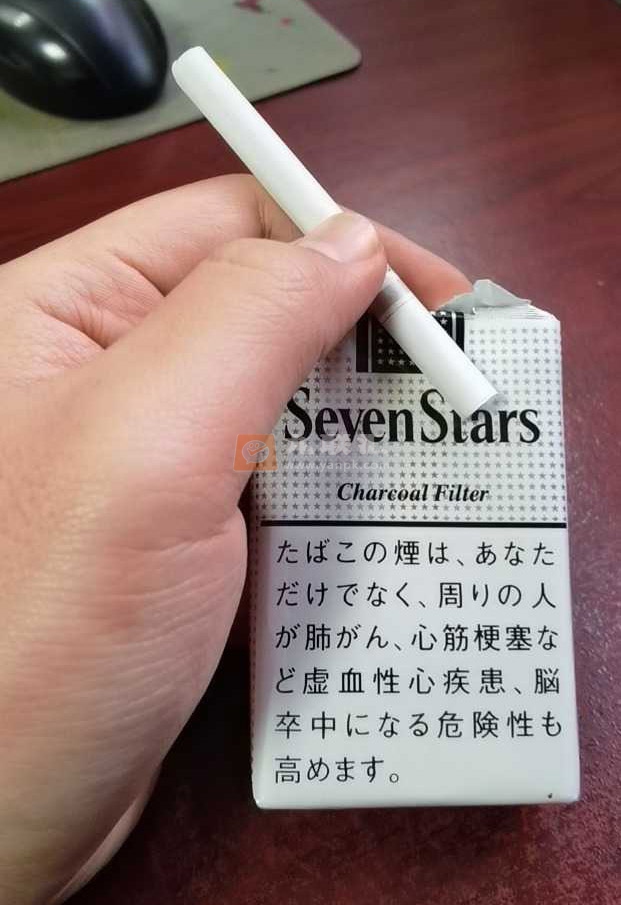 Seven Stars
Charcoal Filter
たばこの煙は、あなた
だけでなく、周りの人
が肺がん、心筋梗塞な
ど虚血性心疾患、脳
卒中になる危険性も
高めます。